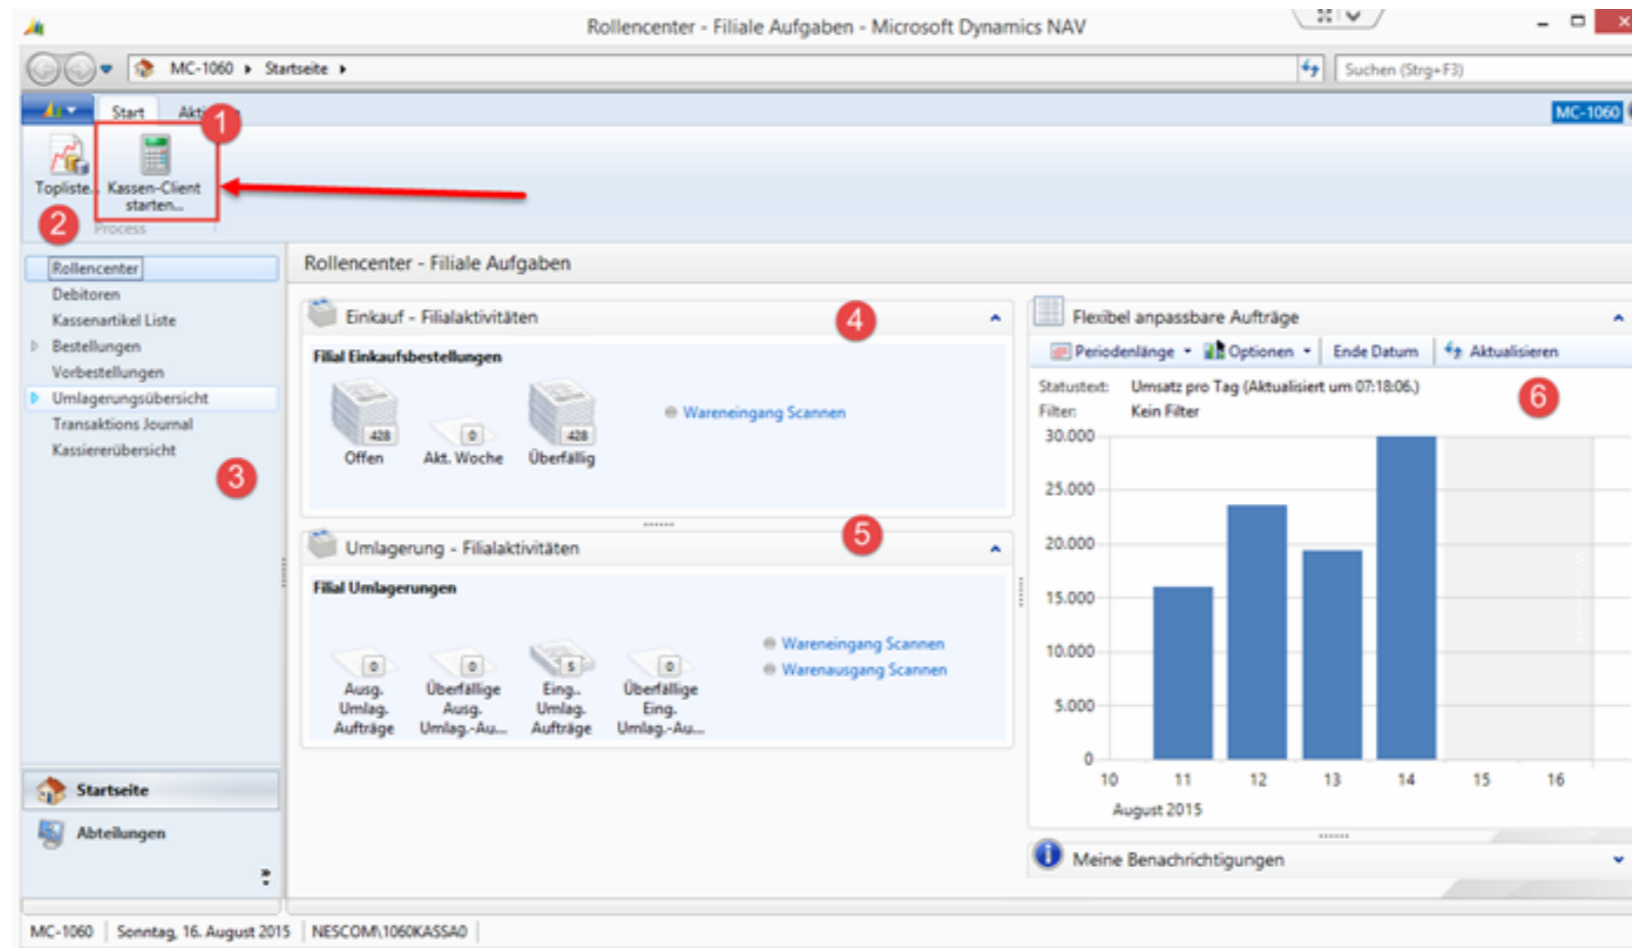 Rollencenter - Filiale Aufgaben - Microsoft Dynamics NAV
MC-1060 Startseite
Suchen (Strg+F3)
Start
1
MC-1060
Topliste...
Kassen-Client
starten...
2
Process
Rollencenter
Debitoren
Kassenartikel Liste
Bestellungen
Vorbestellungen
Umlagerungsübersicht
Transaktions Journal
Kassiererübersicht
3
Startseite
Abteilungen
Rollencenter - Filiale Aufgaben
Einkauf - Filialaktivitäten
4
Filial Einkaufsbestellungen
428 0 428
Offen Akt. Woche Überfällig
Wareneingang Scannen
Umlagerung - Filialaktivitäten
5
Filial Umlagerungen
0 0 5 0
Ausg. Überfällige Eing.. Überfällige
Umlag. Ausg. Umlag. Eing.
Aufträge Umlag.-Au... Aufträge Umlag.-Au...
Wareneingang Scannen
Warenausgang Scannen
Flexibel anpassbare Aufträge
Periodenlänge Optionen Ende Datum Aktualisieren
Statustext: Umsatz pro Tag (Aktualisiert um 07:18:06.)
Filter: Kein Filter
6
30.000
25.000
20.000
15.000
10.000
5.000
0
10 11 12 13 14 15 16
August 2015
Meine Benachrichtigungen
MC-1060 Sonntag, 16. August 2015 NESCOM\1060KASSA0